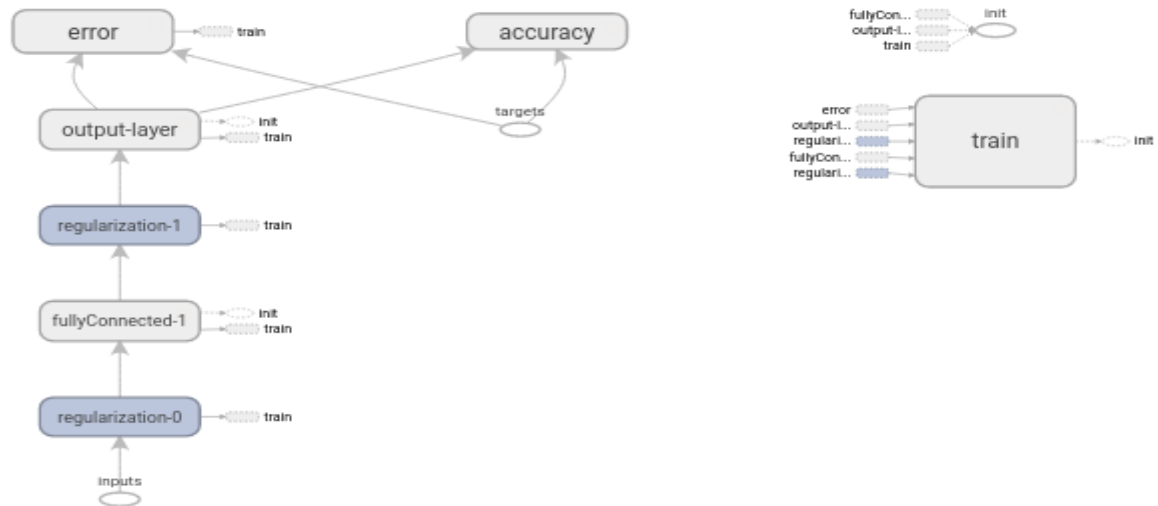 error
train
accuracy
targets
output-layer
init
train
regularization-1
train
fullyConnected-1
init
train
regularization-0
train
inputs
fullyCon...
output-l...
train
init
error
output-l...
regulari...
fullyCon...
regulari...
train
init